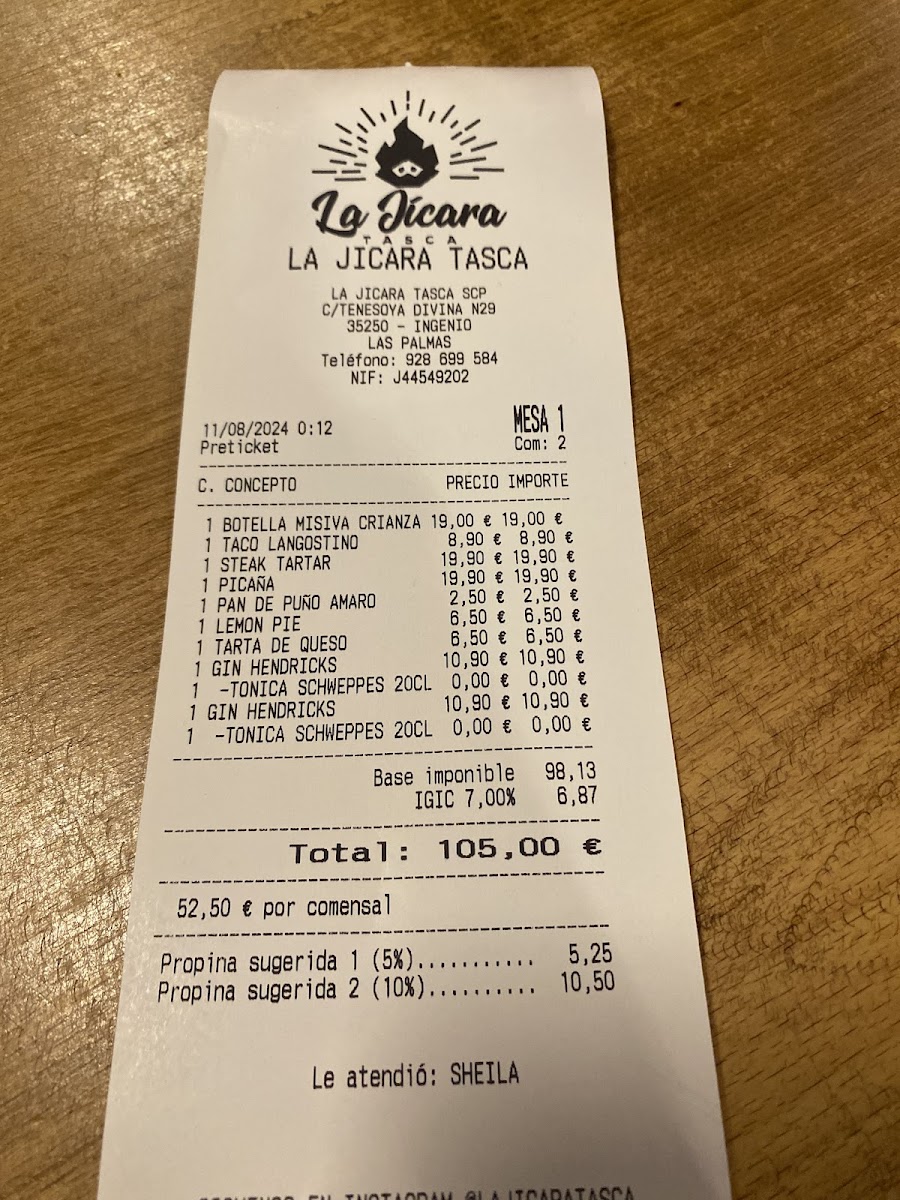 La Jícara
TASCA
LA JICARA TASCA
LA JICARA TASCA SCP
C/TENESOYA DIVINA N29
35250 - INGENIO
LAS PALMAS
Teléfono: 928 699 584
NIF: J44549202
11/08/2024 0:12 MESA 1
Preticket Com: 2
C. CONCEPTO PRECIO IMPORTE
1 BOTELLA MISIVA CRIANZA 19,00 € 19,00 €
1 TACO LANGOSTINO 8,90 € 8,90 €
1 STEAK TARTAR 19,90 € 19,90 €
1 PICAÑA 19,90 € 19,90 €
1 PAN DE PUÑO AMARO 2,50 € 2,50 €
1 LEMON PIE 6,50 € 6,50 €
1 TARTA DE QUESO 6,50 € 6,50 €
1 GIN HENDRICKS 10,90 € 10,90 €
1 -TONICA SCHWEPPES 20CL 0,00 € 0,00 €
1 GIN HENDRICKS 10,90 € 10,90 €
1 -TONICA SCHWEPPES 20CL 0,00 € 0,00 €
Base imponible 98,13
IGIC 7,00% 6,87
Total: 105,00 €
52,50 € por comensal
Propina sugerida 1 (5%)........... 5,25
Propina sugerida 2 (10%).......... 10,50
Le atendió: SHEILA
EN INSTAGRAM @LAJICARATASCA